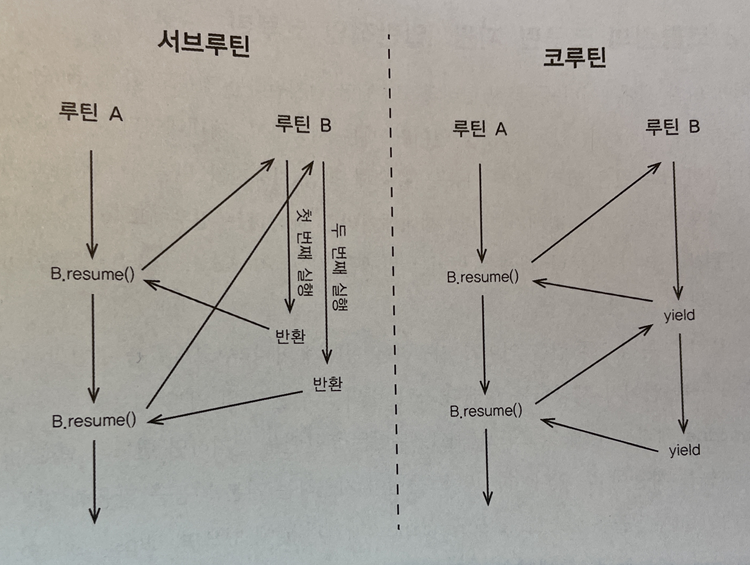 서브루틴
루틴 A
루틴 B
첫 번째 실행
두 번째 실행
B.resume()
반환
반환
B.resume()
코루틴
루틴 A
루틴 B
B.resume()
yield
B.resume()
yield